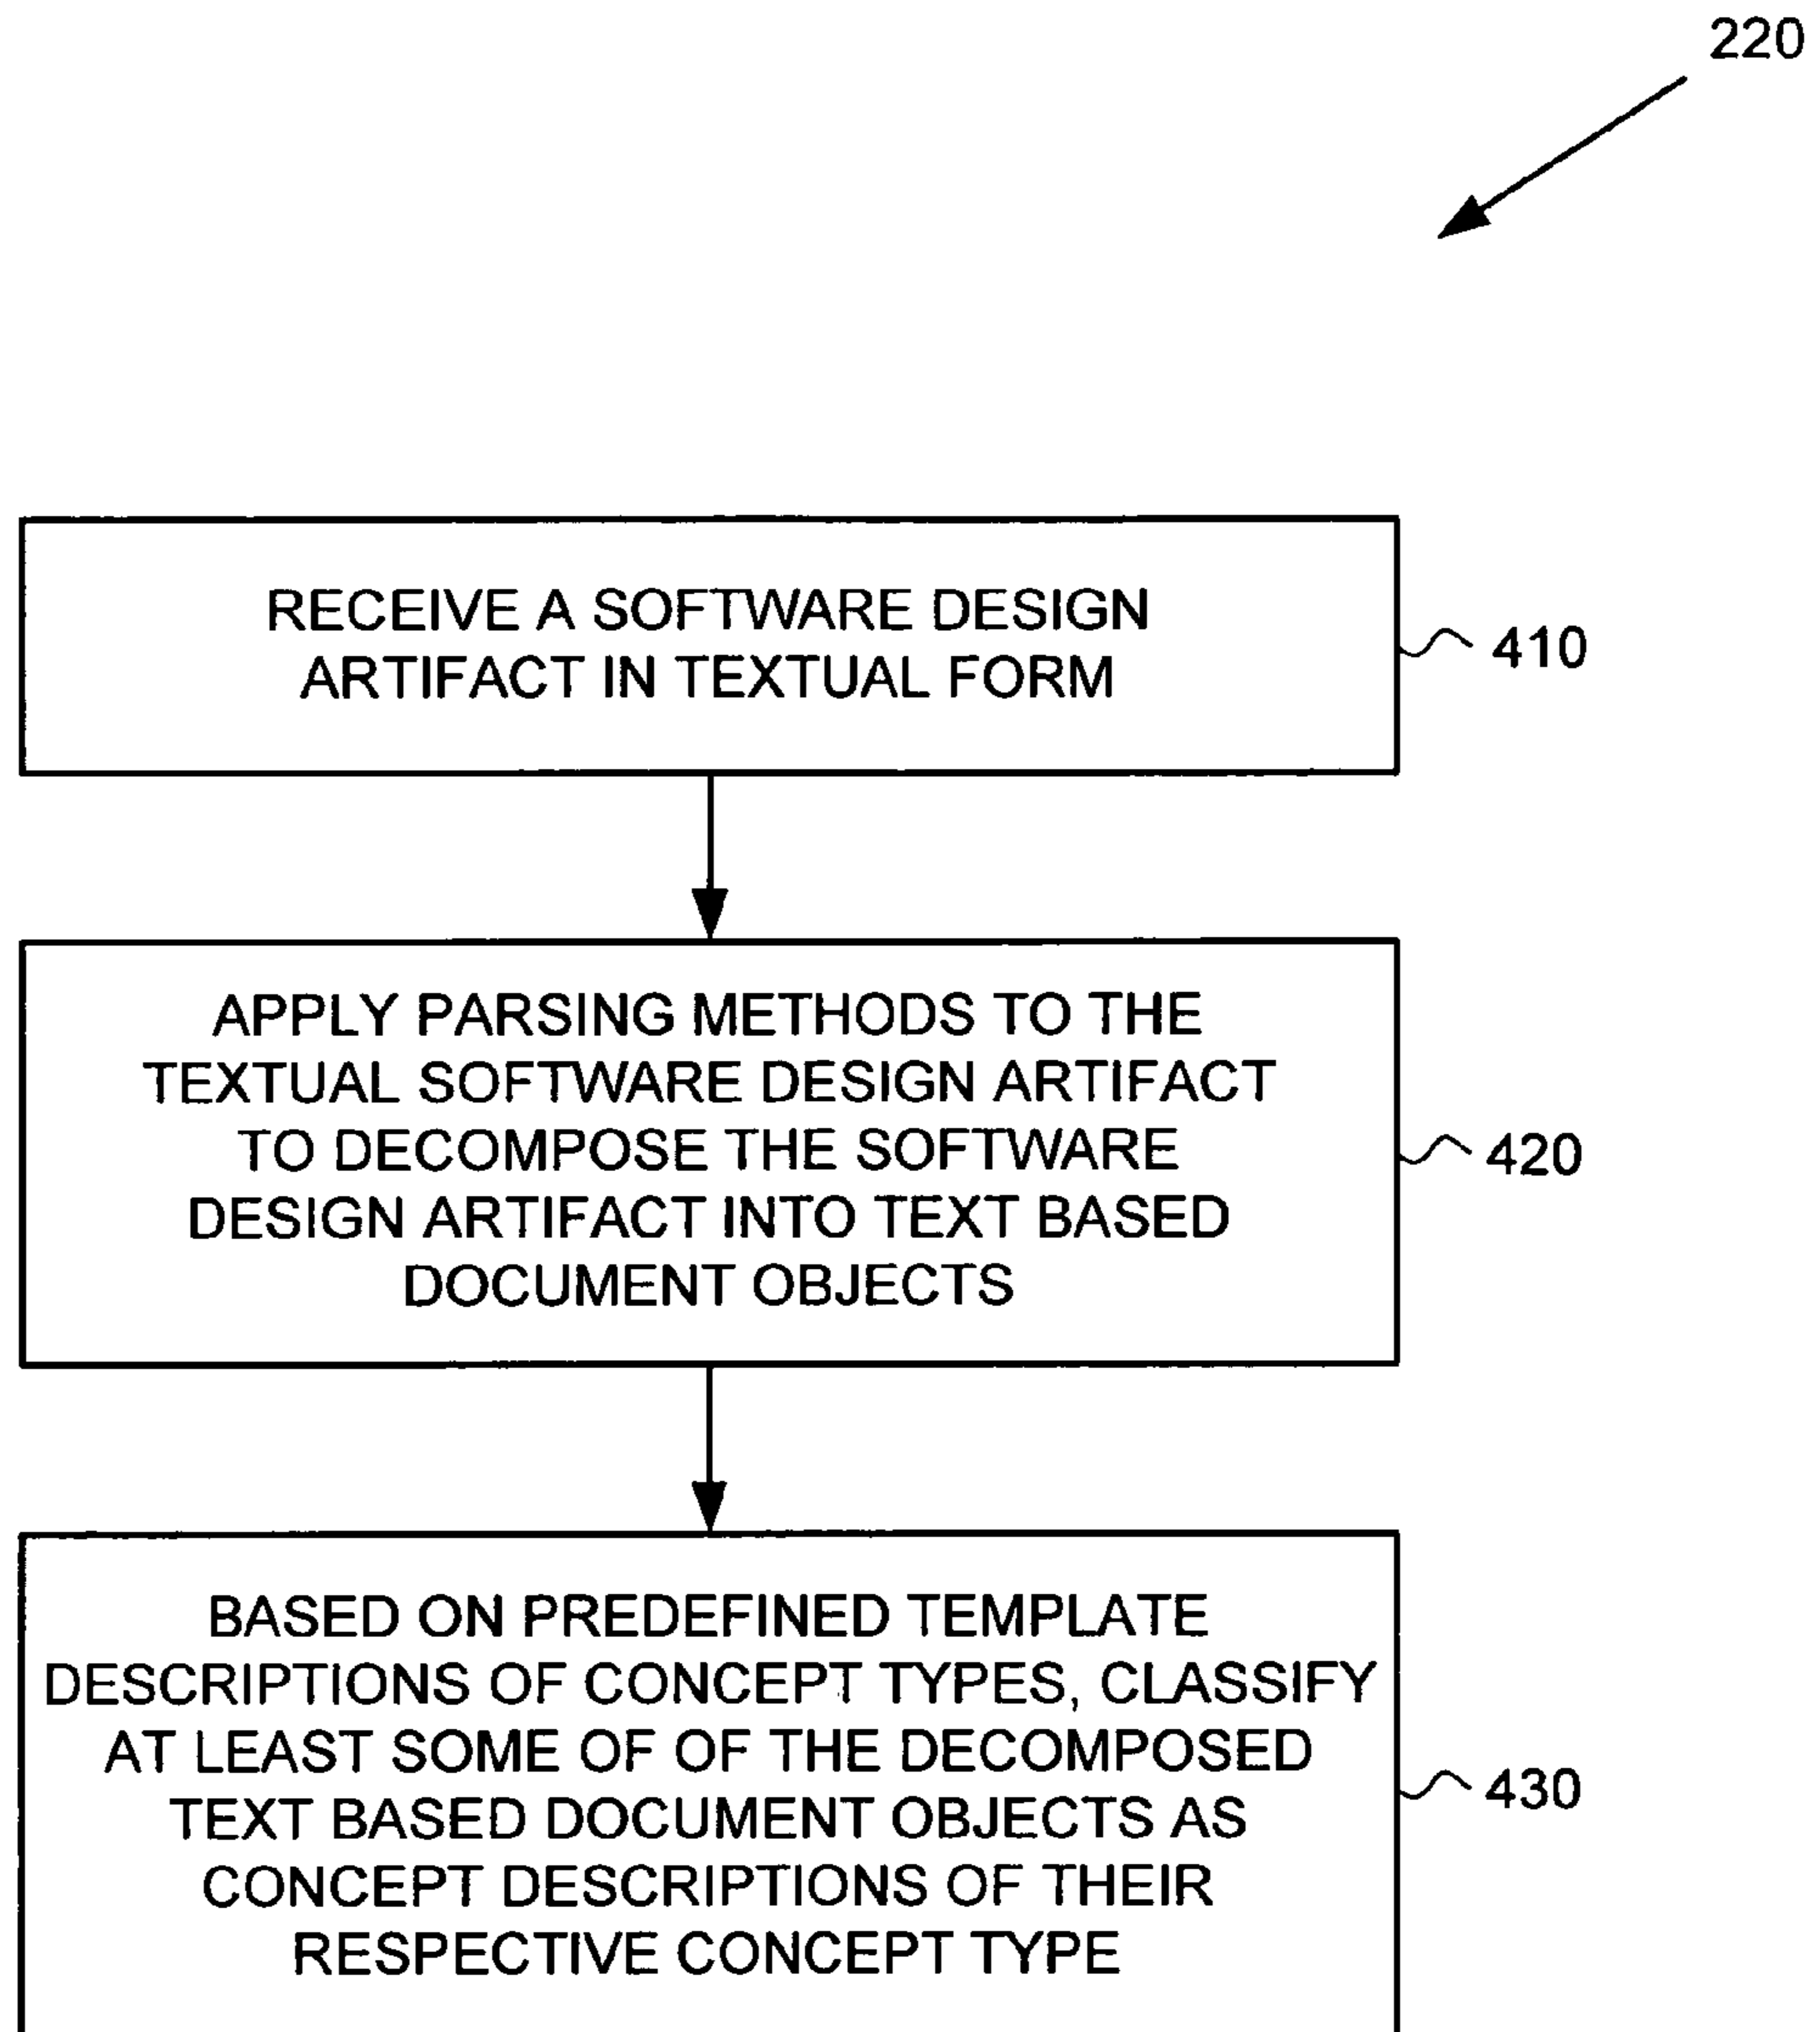 220
RECEIVE A SOFTWARE DESIGN
ARTIFACT IN TEXTUAL FORM
410
APPLY PARSING METHODS TO THE
TEXTUAL SOFTWARE DESIGN ARTIFACT
TO DECOMPOSE THE SOFTWARE
DESIGN ARTIFACT INTO TEXT BASED
DOCUMENT OBJECTS
420
BASED ON PREDEFINED TEMPLATE
DESCRIPTIONS OF CONCEPT TYPES, CLASSIFY
AT LEAST SOME OF OF THE DECOMPOSED
TEXT BASED DOCUMENT OBJECTS AS
CONCEPT DESCRIPTIONS OF THEIR
RESPECTIVE CONCEPT TYPE
430